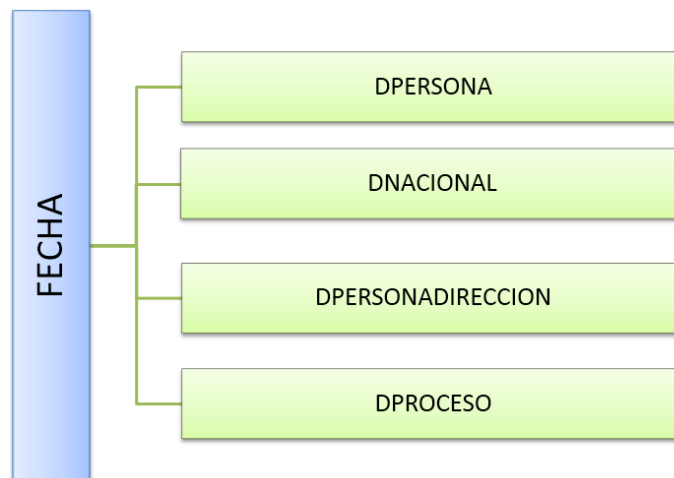 FECHA
DPERSONA
DNACIONAL
DPERSONADIRECCION
DPROCESO